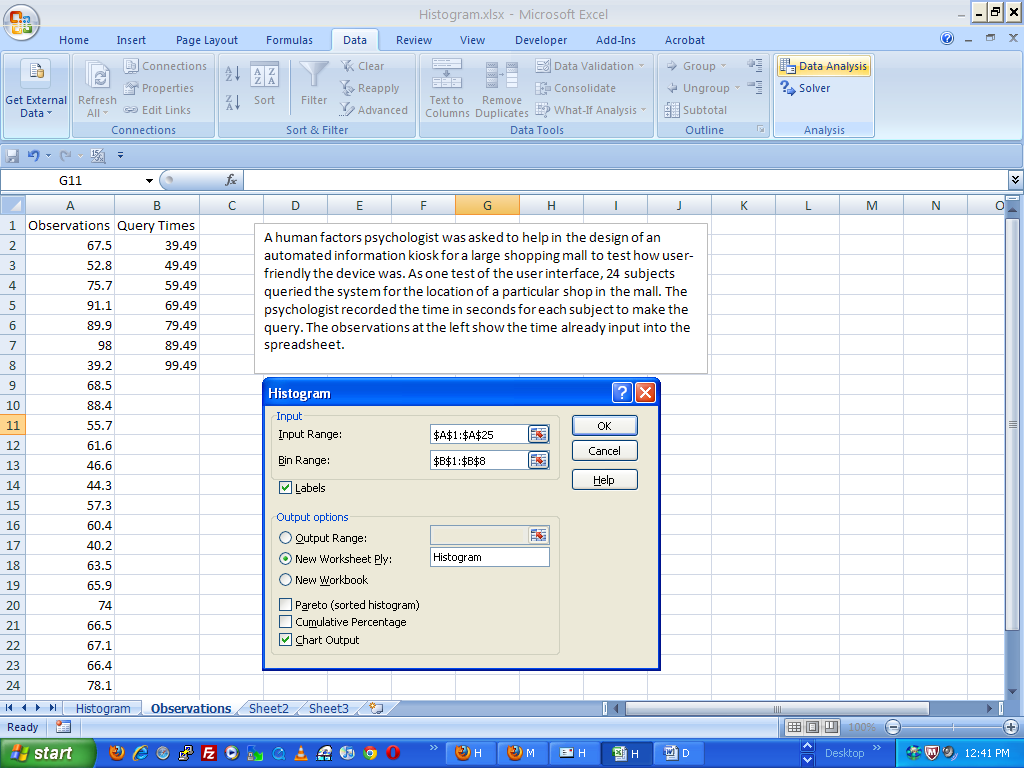 Histogram.xlsx - Microsoft Excel
Home Insert Page Layout Formulas Data Review View Developer Add-Ins Acrobat
Get External Data
Refresh All
Connections
Properties
Edit Links
Connections
Sort
Filter
Clear
Reapply
Advanced
Sort & Filter
Text to Columns
Remove Duplicates
Data Validation
Consolidate
What-If Analysis
Data Tools
Group
Ungroup
Subtotal
Outline
Data Analysis
Solver
Analysis
G11 fx
A B C D E F G H I J K L M N O
1 Observations Query Times
2 67.5 39.49
3 52.8 49.49
4 75.7 59.49
5 91.1 69.49
6 89.9 79.49
7 98 89.49
8 39.2 99.49
9 68.5
10 88.4
11 55.7
12 61.6
13 46.6
14 44.3
15 57.3
16 60.4
17 40.2
18 63.5
19 65.9
20 74
21 66.5
22 67.1
23 66.4
24 78.1
A human factors psychologist was asked to help in the design of an
automated information kiosk for a large shopping mall to test how user-
friendly the device was. As one test of the user interface, 24 subjects
queried the system for the location of a particular shop in the mall. The
psychologist recorded the time in seconds for each subject to make the
query. The observations at the left show the time already input into the
spreadsheet.
Histogram
Input
Input Range: $A$1:$A$25
Bin Range: $B$1:$B$8
Labels
OK
Cancel
Help
Output options
Output Range:
New Worksheet Ply: Histogram
New Workbook
Pareto (sorted histogram)
Cumulative Percentage
Chart Output
Histogram Observations Sheet2 Sheet3
Ready 100%
start H M H H D Desktop 12:41 PM